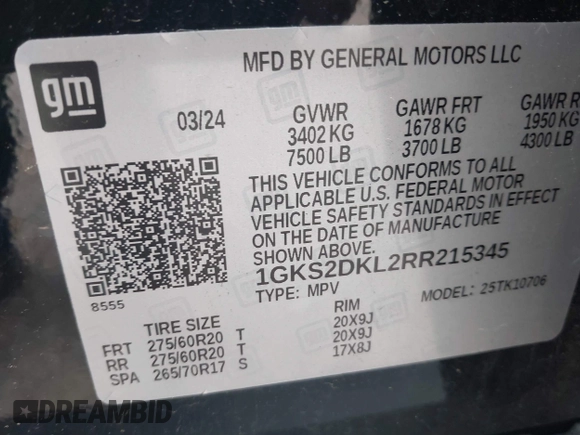 MFD BY GENERAL MOTORS LLC
gm
03/24 GVWR GAWR FRT GAWR R
3402 KG 1678 KG 1950 KG
7500 LB 3700 LB 4300 LB
THIS VEHICLE CONFORMS TO ALL
APPLICABLE U.S. FEDERAL MOTOR
VEHICLE SAFETY STANDARDS IN EFFECT
ON THE DATE OF MANUFACTURE
SHOWN ABOVE.
1GKS2DKL2RR215345
TYPE: MPV MODEL: 25TK10706
8555
TIRE SIZE RIM
FRT 275/60R20 T 20X9J
RR 275/60R20 T 20X9J
SPA 265/70R17 S 17X8J
DREAMBID